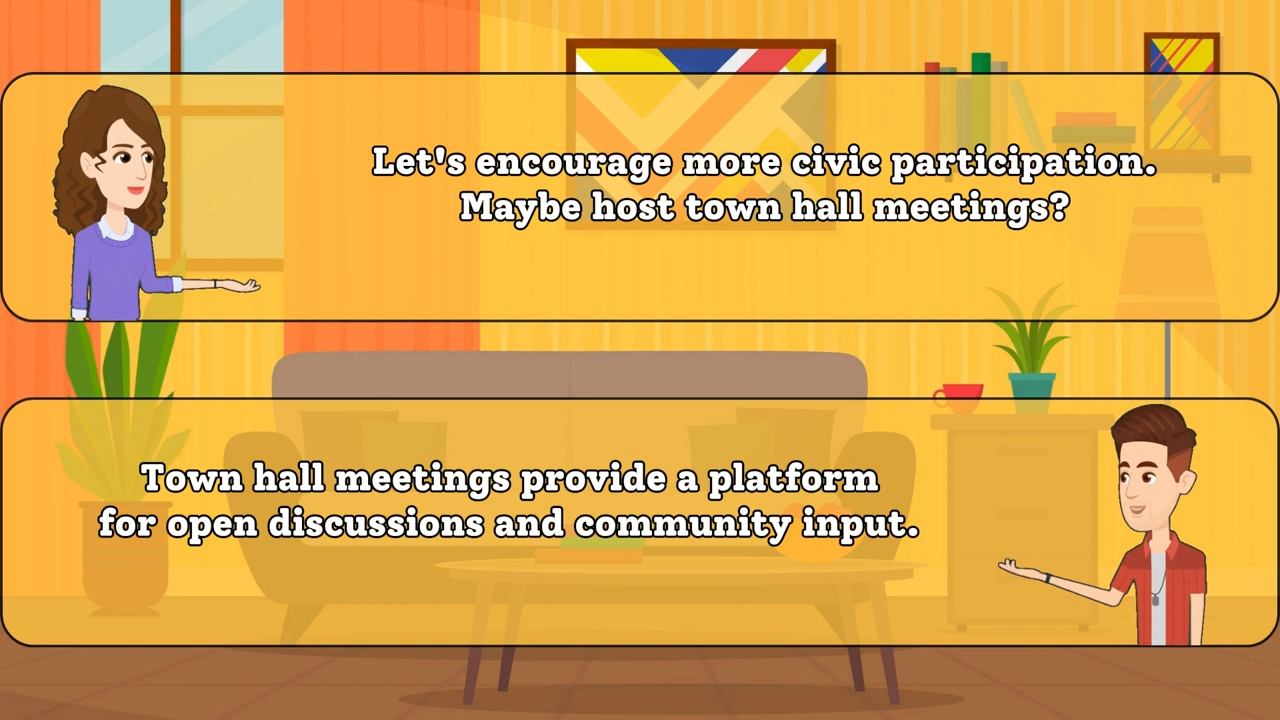 Let's encourage more civic participation.
Maybe host town hall meetings?
Town hall meetings provide a platform
for open discussions and community input.